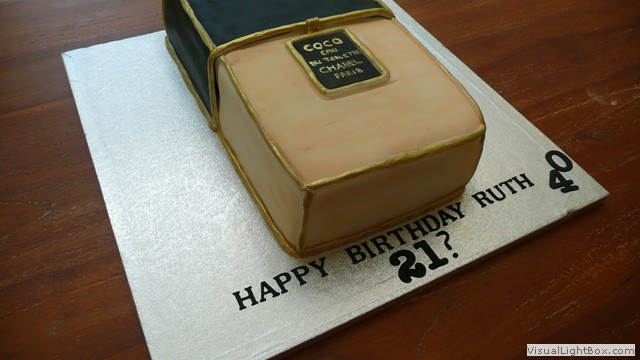 COCO
EAU
DE TOILETTE
CHANEL
PARIS
HAPPY BIRTHDAY RUTH 40
21?
VisualLightBox.com